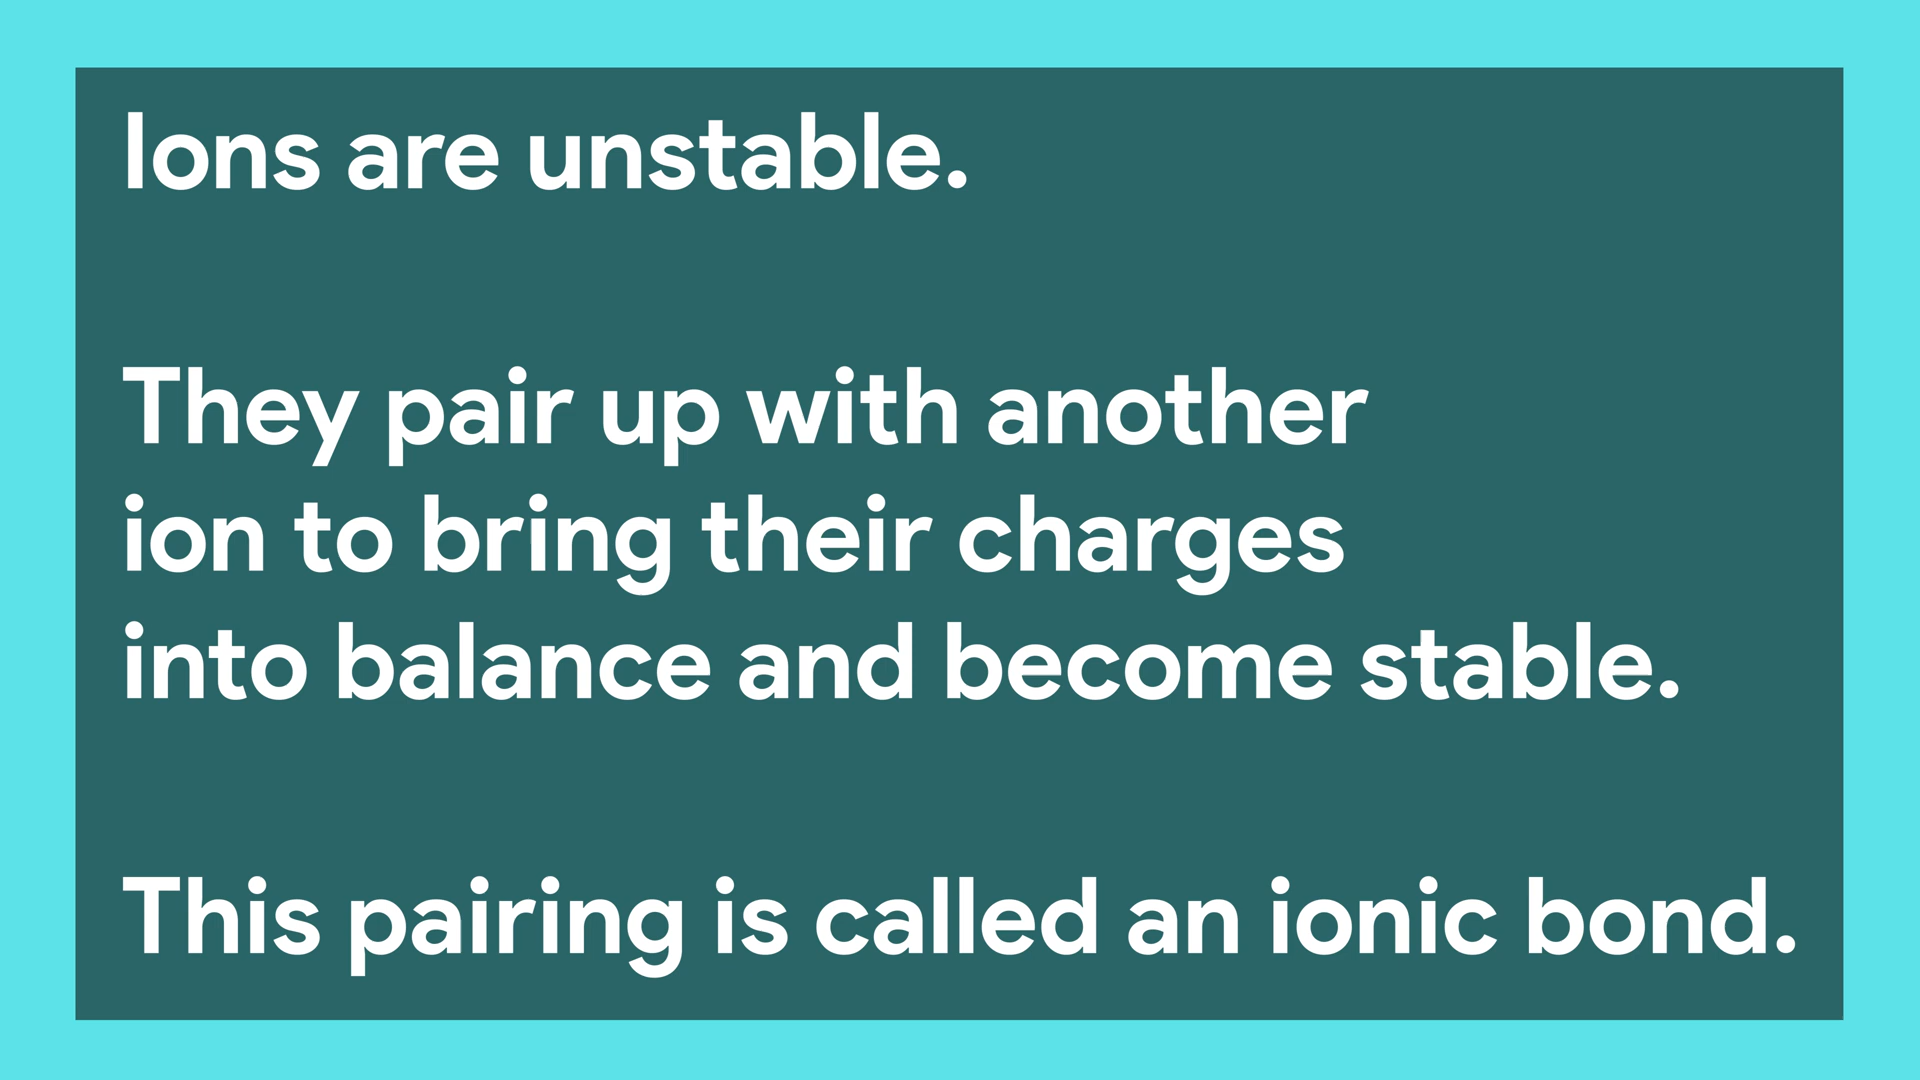 Ions are unstable.
They pair up with another
ion to bring their charges
into balance and become stable.
This pairing is called an ionic bond.